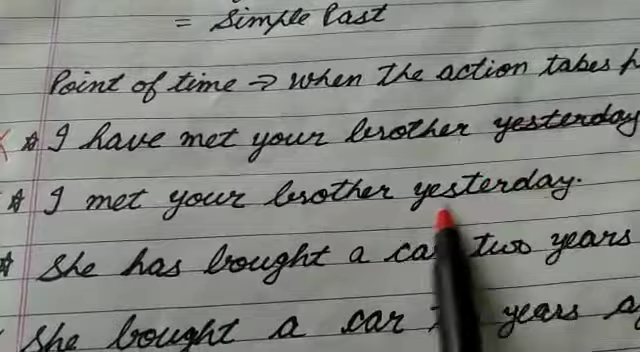 = Simple Past
Point of time → when the action takes
☆ I have met your brother yesterday
☆ I met your brother yesterday.
☆ She has bought a car two years
She bought a car years